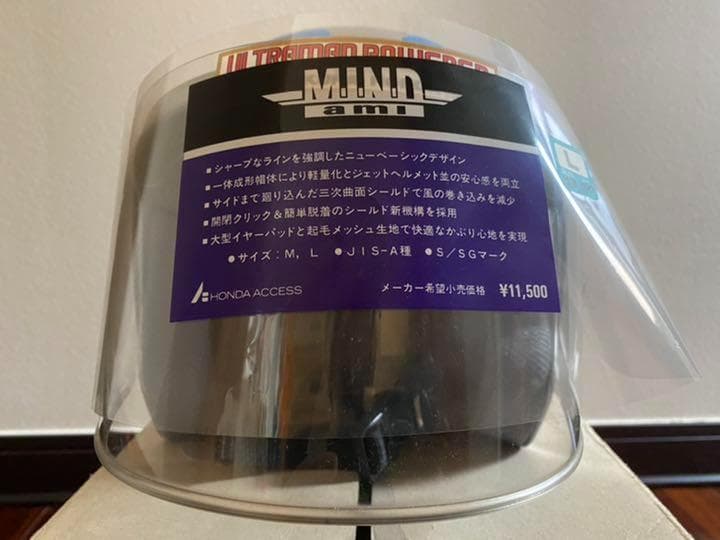 ULTRAMAN POWERED
M.I.N.D
ami
■シャープなラインを強調したニューベーシックデザイン
■一体成形帽体により軽量化とジェットヘルメット並の安心感を両立
■サイドまで廻り込んだ三次曲面シールドで風の巻き込みを減少
■開閉クリック&簡単脱着のシールド新機構を採用
■大型イヤーパッドと起毛メッシュ生地で快適なかぶり心地を実現
●サイズ:M, L ●JIS-A種 ●S/SGマーク
HONDA ACCESS メーカー希望小売価格 ¥11,500
L